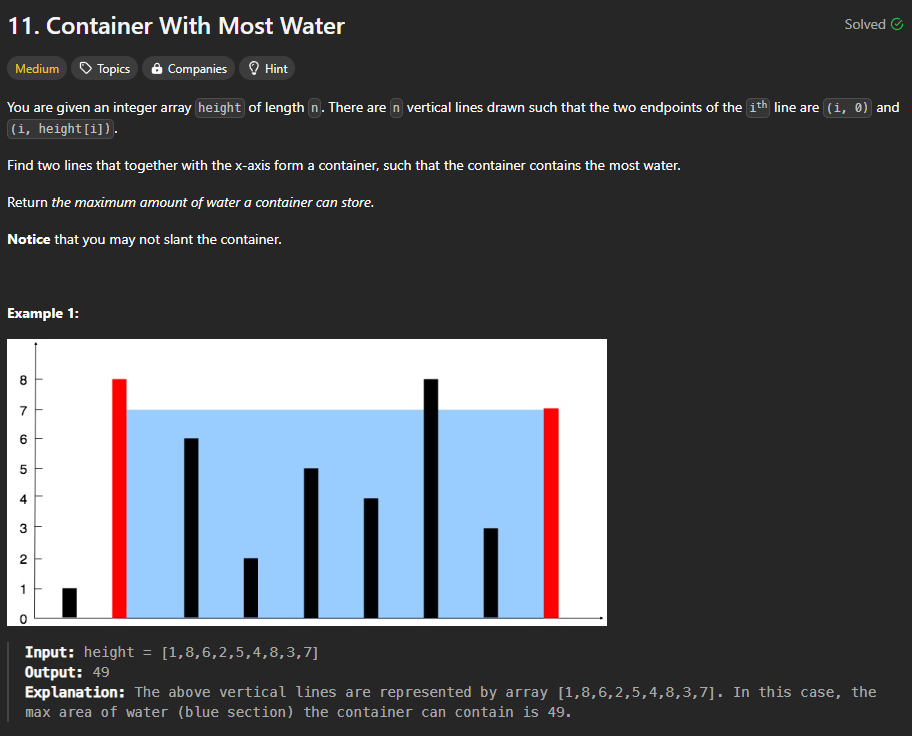 11. Container With Most Water
Solved
Medium
Topics
Companies
Hint
You are given an integer array height of length n. There are n vertical lines drawn such that the two endpoints of the ith line are (i, 0) and
(i, height[i]).
Find two lines that together with the x-axis form a container, such that the container contains the most water.
Return the maximum amount of water a container can store.
Notice that you may not slant the container.
Example 1:
8
7
6
5
4
3
2
1
0
Input: height = [1,8,6,2,5,4,8,3,7]
Output: 49
Explanation: The above vertical lines are represented by array [1,8,6,2,5,4,8,3,7]. In this case, the
max area of water (blue section) the container can contain is 49.